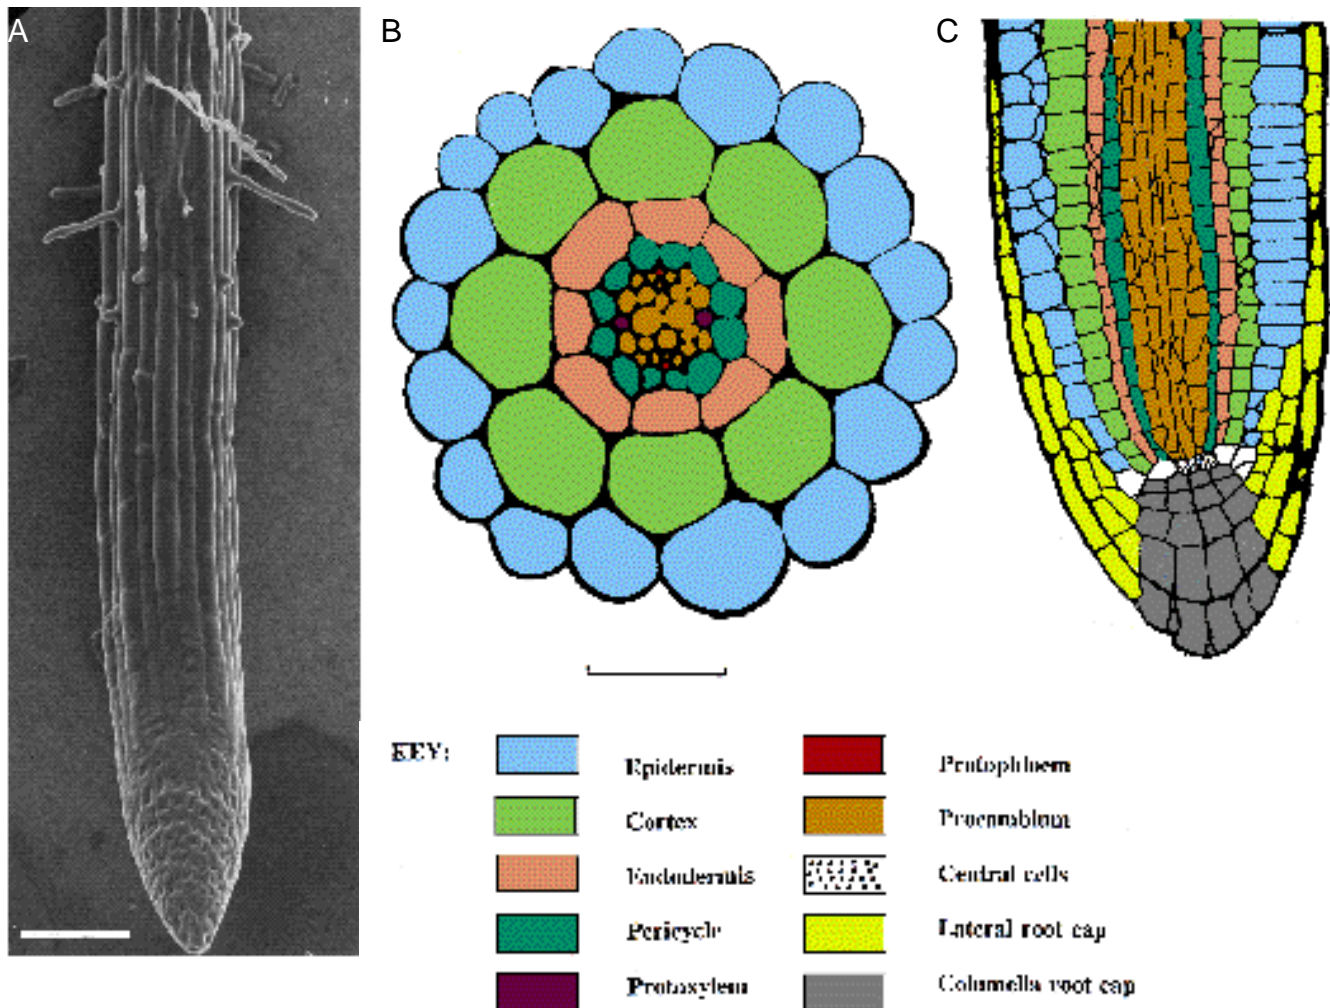 A
B
C
KEY:
Epidermis
Cortex
Endodermis
Pericycle
Protoxylem
Protophloem
Procambium
Central cells
Lateral root cap
Columella root cap